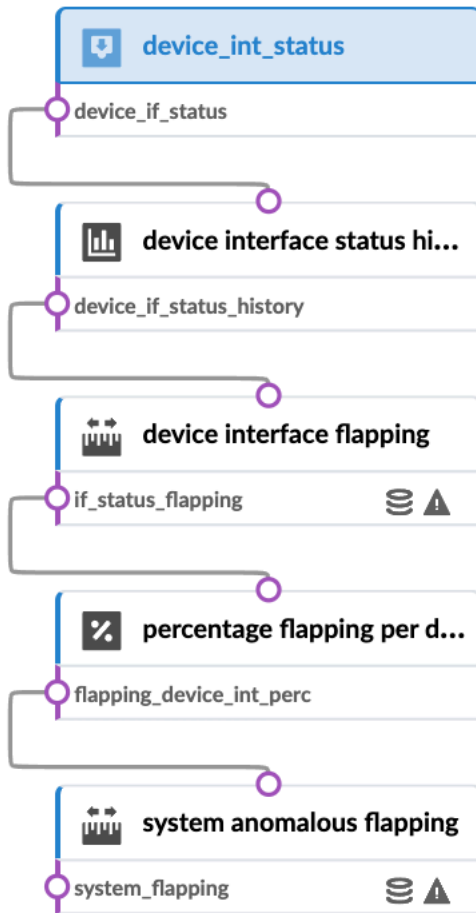 device_int_status
device_if_status
device interface status hi...
device_if_status_history
device interface flapping
if_status_flapping
percentage flapping per d...
flapping_device_int_perc
system anomalous flapping
system_flapping